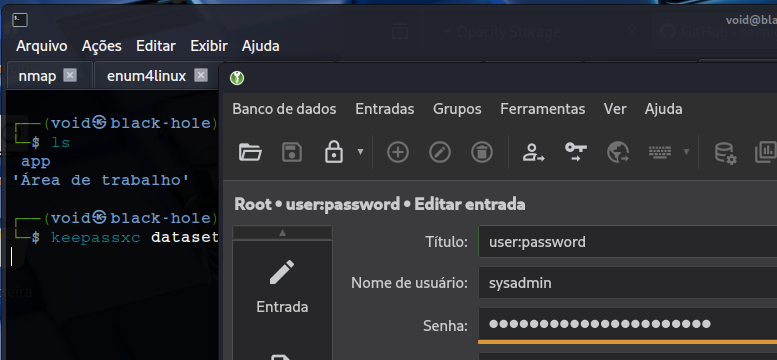 void@bla
Opacity Storage
Arquivo Ações Editar Exibir Ajuda
nmap enum4linux
┌──(void㉿black-hole)
└─$ ls
app
'Área de trabalho'
┌──(void㉿black-hole)
└─$ keepassxc dataset
Banco de dados Entradas Grupos Ferramentas Ver Ajuda
Root • user:password • Editar entrada
Entrada
Título: user:password
Nome de usuário: sysadmin
Senha: ●●●●●●●●●●●●●●●●●●●●●●